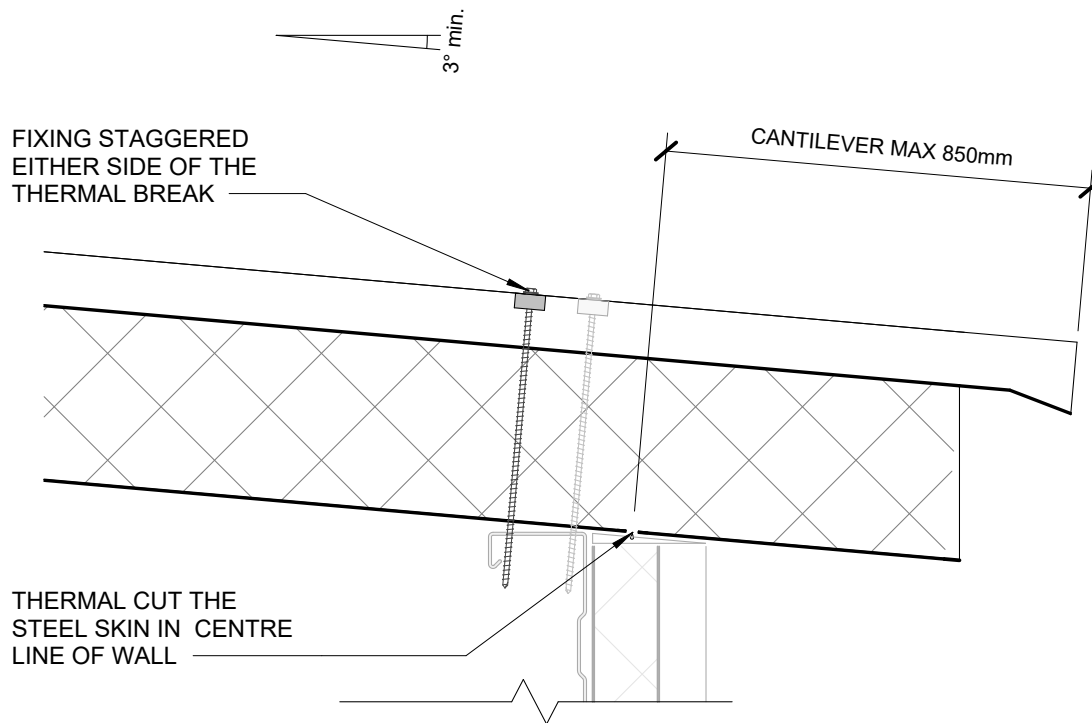 3° min.
CANTILEVER MAX 850mm
FIXING STAGGERED
EITHER SIDE OF THE
THERMAL BREAK
THERMAL CUT THE
STEEL SKIN IN CENTRE
LINE OF WALL